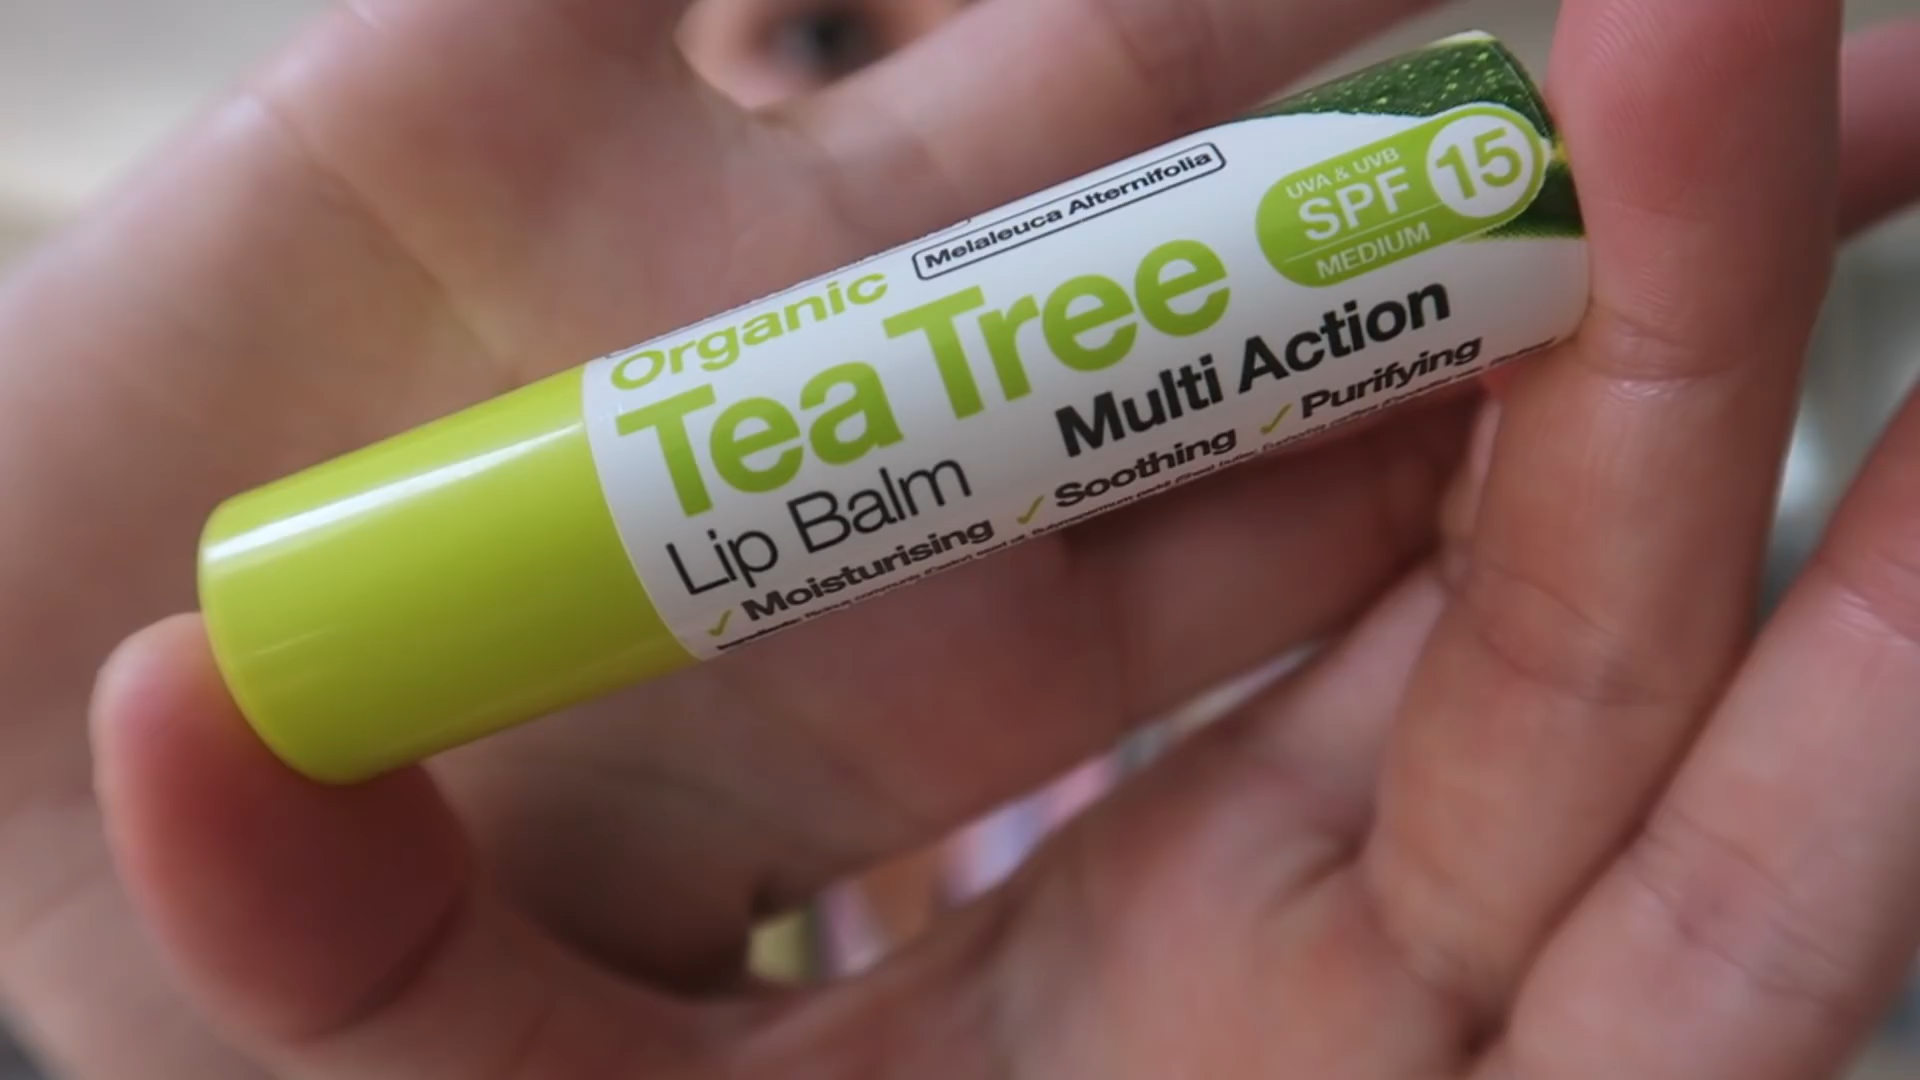 Organic
Melaleuca Alternifolia
Tea Tree
Lip Balm
Multi Action
✓ Moisturising ✓ Soothing ✓ Purifying
UVA & UVB
SPF 15
MEDIUM